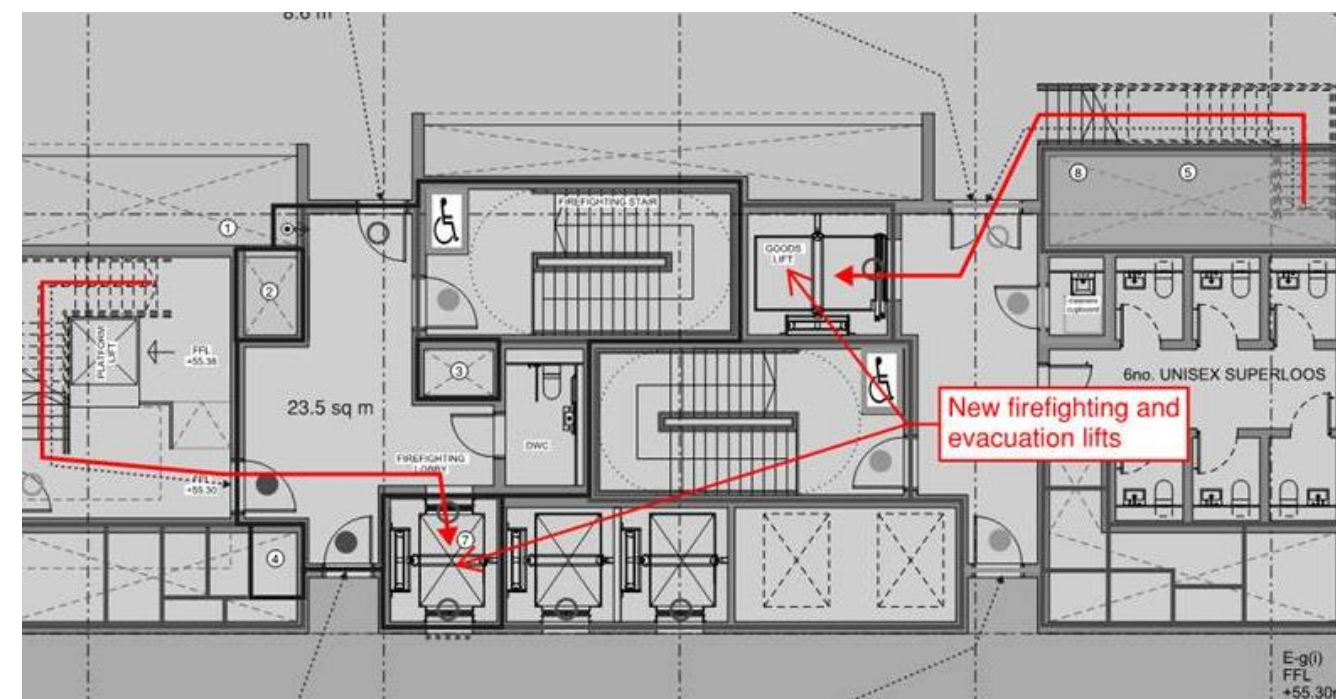 8.6 m
8
5
1
FIREFIGHTING STAIR
GOODS
LIFT
2
PLATFORM
LIFT
FFL
+55.38
3
6no. UNISEX SUPERLOOS
23.5 sq m
New firefighting and
evacuation lifts
DWC
FIREFIGHTING
LOBBY
FFL
+55.30
7
4
E-g(i)
FFL
+55.30